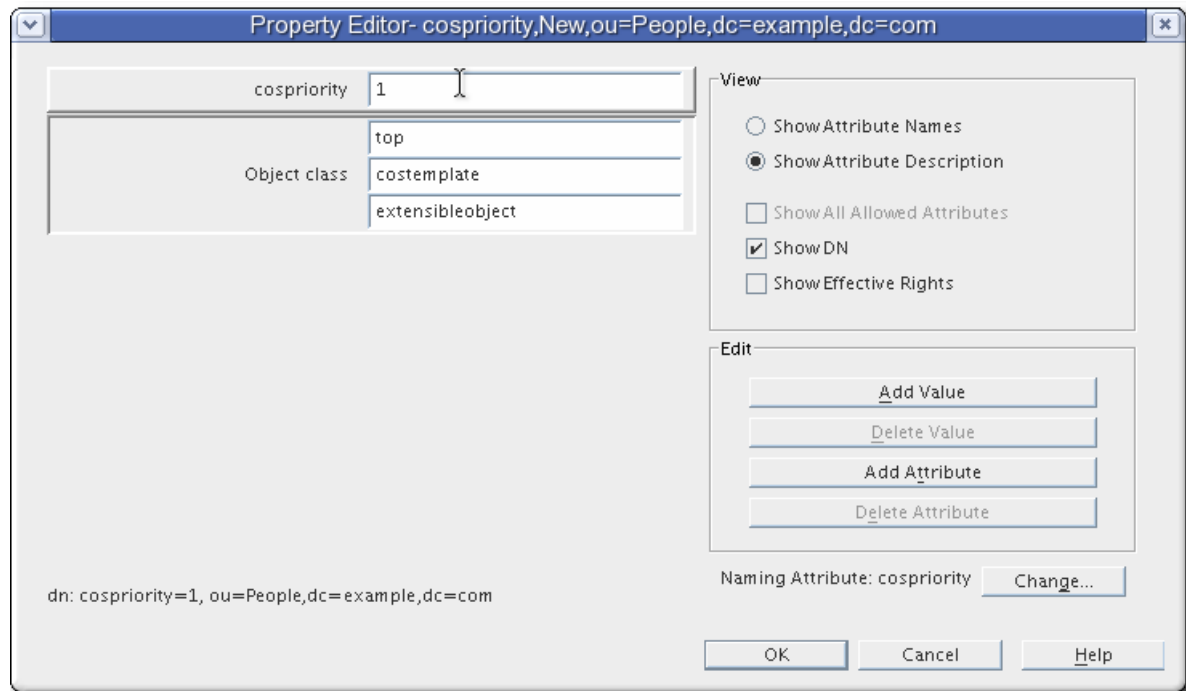 Property Editor- cospriority,New,ou=People,dc=example,dc=com
cospriority 1
top
Object class costemplate
extensibleobject
View
Show Attribute Names
Show Attribute Description
Show All Allowed Attributes
Show DN
Show Effective Rights
Edit
Add Value
Delete Value
Add Attribute
Delete Attribute
Naming Attribute: cospriority Change...
dn: cospriority=1, ou=People,dc=example,dc=com
OK Cancel Help